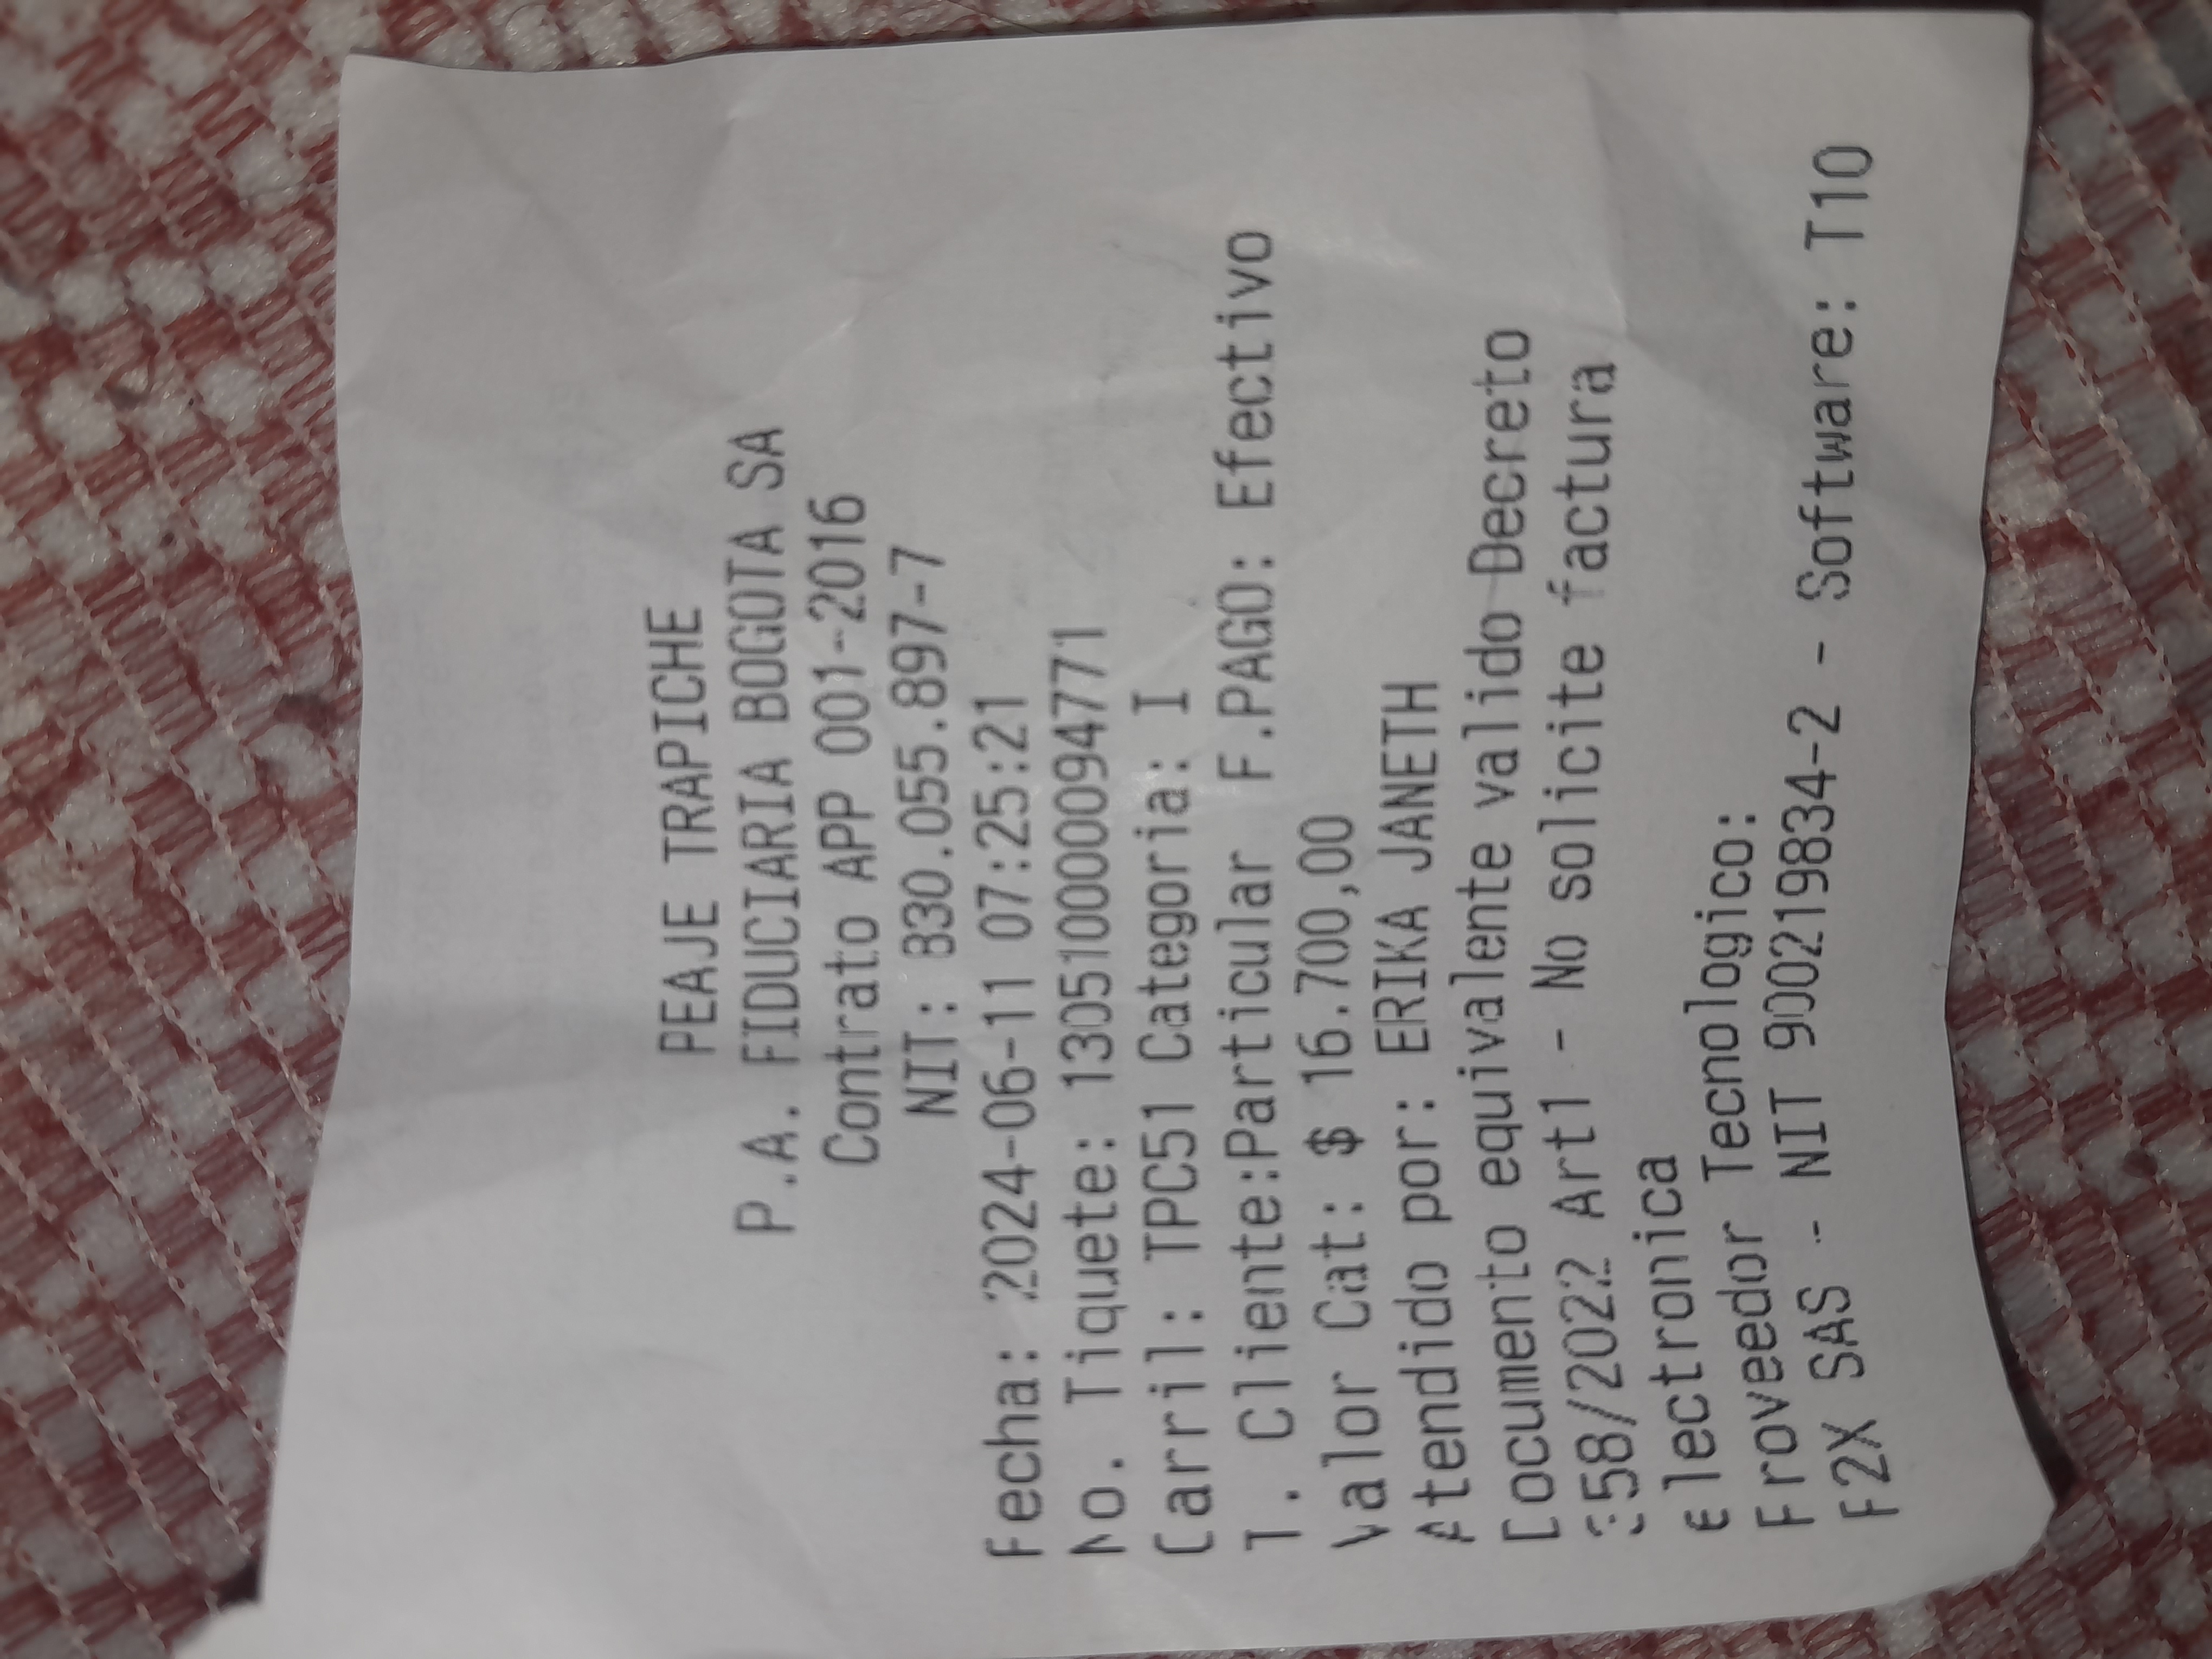 PEAJE TRAPICHE
P.A. FIDUCIARIA BOGOTA SA
Contrato APP 001-2016
NIT: 830.055.897-7
Fecha: 2024-06-11 07:25:21
No. Tiquete: 1305100000094771
Carril: TPC51 Categoria: I
T. Cliente:Particular F.PAGO: Efectivo
Valor Cat: $ 16.700,00
Atendido por: ERIKA JANETH
Documento equivalente valido Decreto
358/2022 Art1 - No solicite factura
electronica
Proveedor Tecnologico:
F2X SAS - NIT 900219834-2 - Software: T10